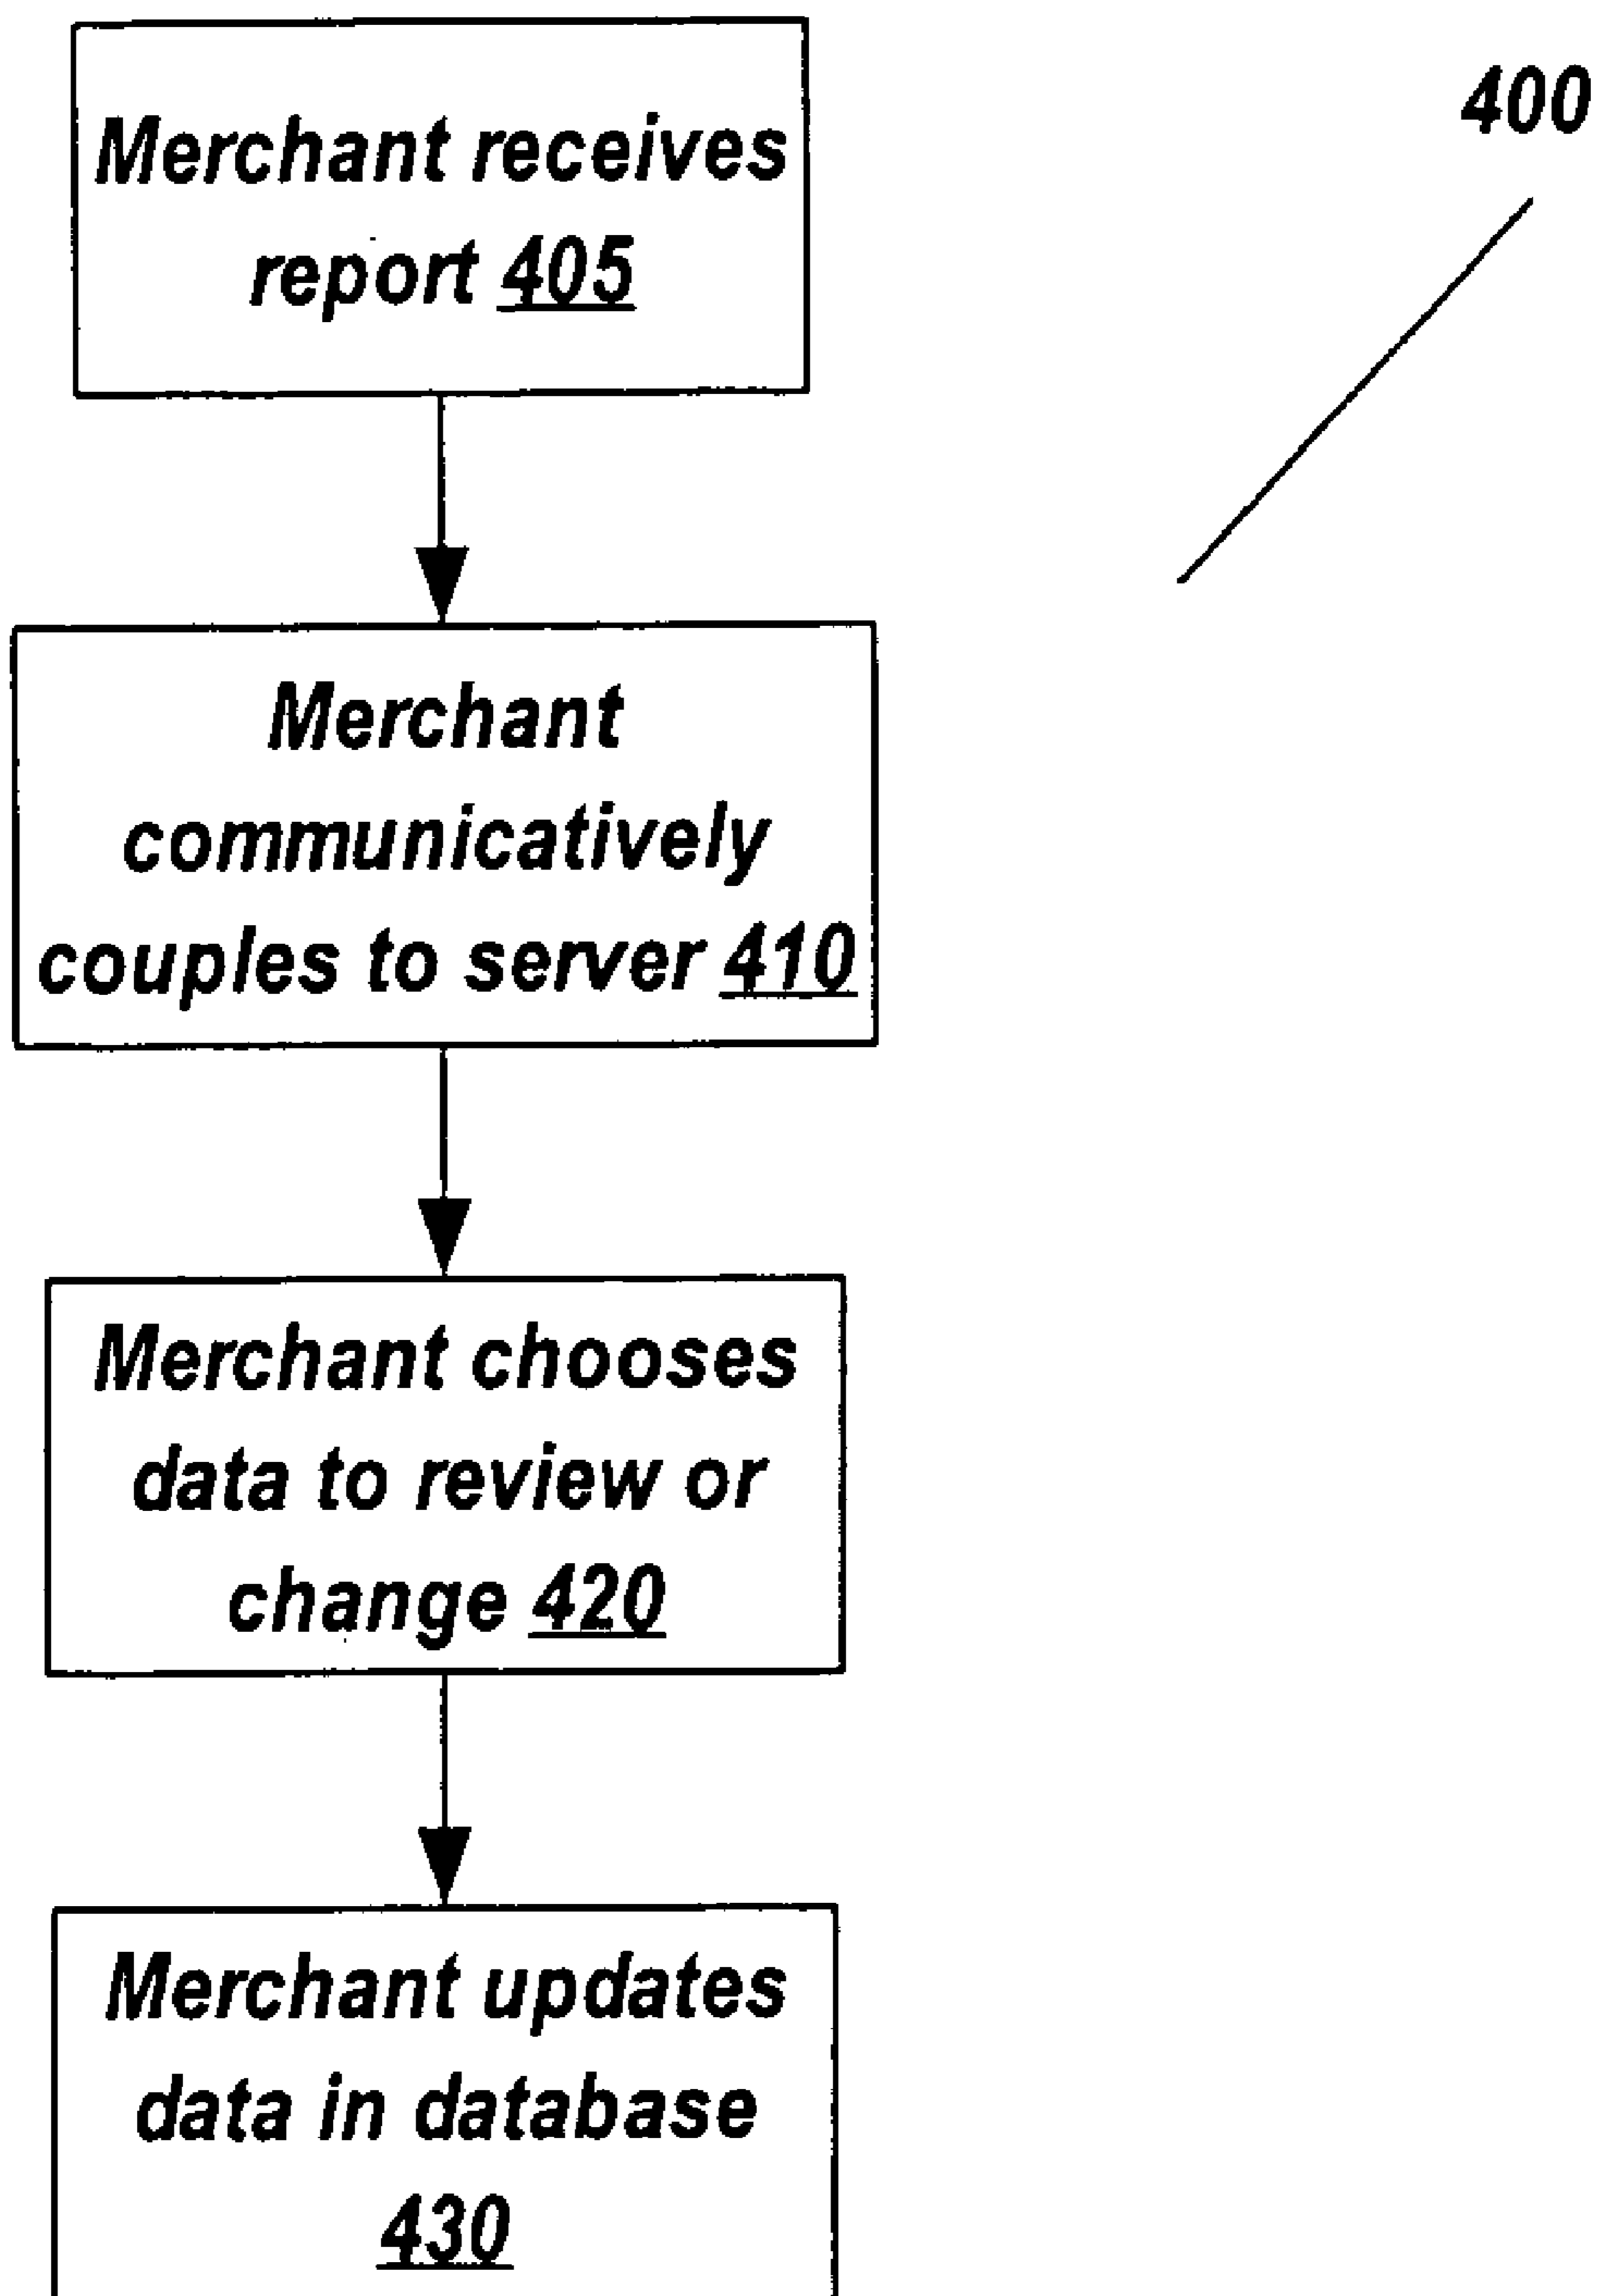 400
Merchant receives
report 405
Merchant
communicatively
couples to server 410
Merchant chooses
data to review or
change 420
Merchant updates
data in database
430